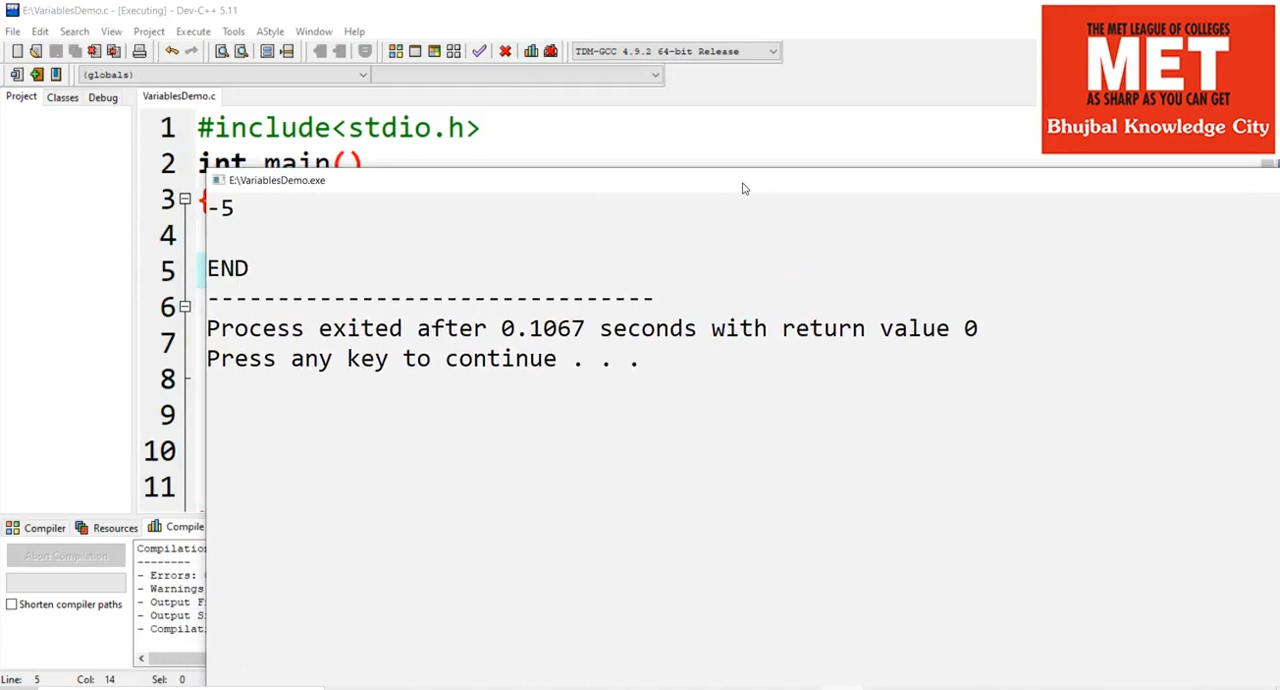 E:\VariablesDemo.c - [Executing] - Dev-C++ 5.11
File Edit Search View Project Execute Tools AStyle Window Help
TDM-GCC 4.9.2 64-bit Release
(globals)
Project Classes Debug
VariablesDemo.c
THE MET LEAGUE OF COLLEGES
MET
AS SHARP AS YOU CAN GET
Bhujbal Knowledge City
1 #include<stdio.h>
2 int main()
3 {
4
5
6
7
8
9
10
11
E:\VariablesDemo.exe
-5
END
--------------------------------
Process exited after 0.1067 seconds with return value 0
Press any key to continue . . .
Compiler Resources Compile
Abort Compilation
Shorten compiler paths
Compilatio
--------
- Errors:
- Warnings
- Output F
- Output S
- Compilat
Line: 5 Col: 14 Sel: 0